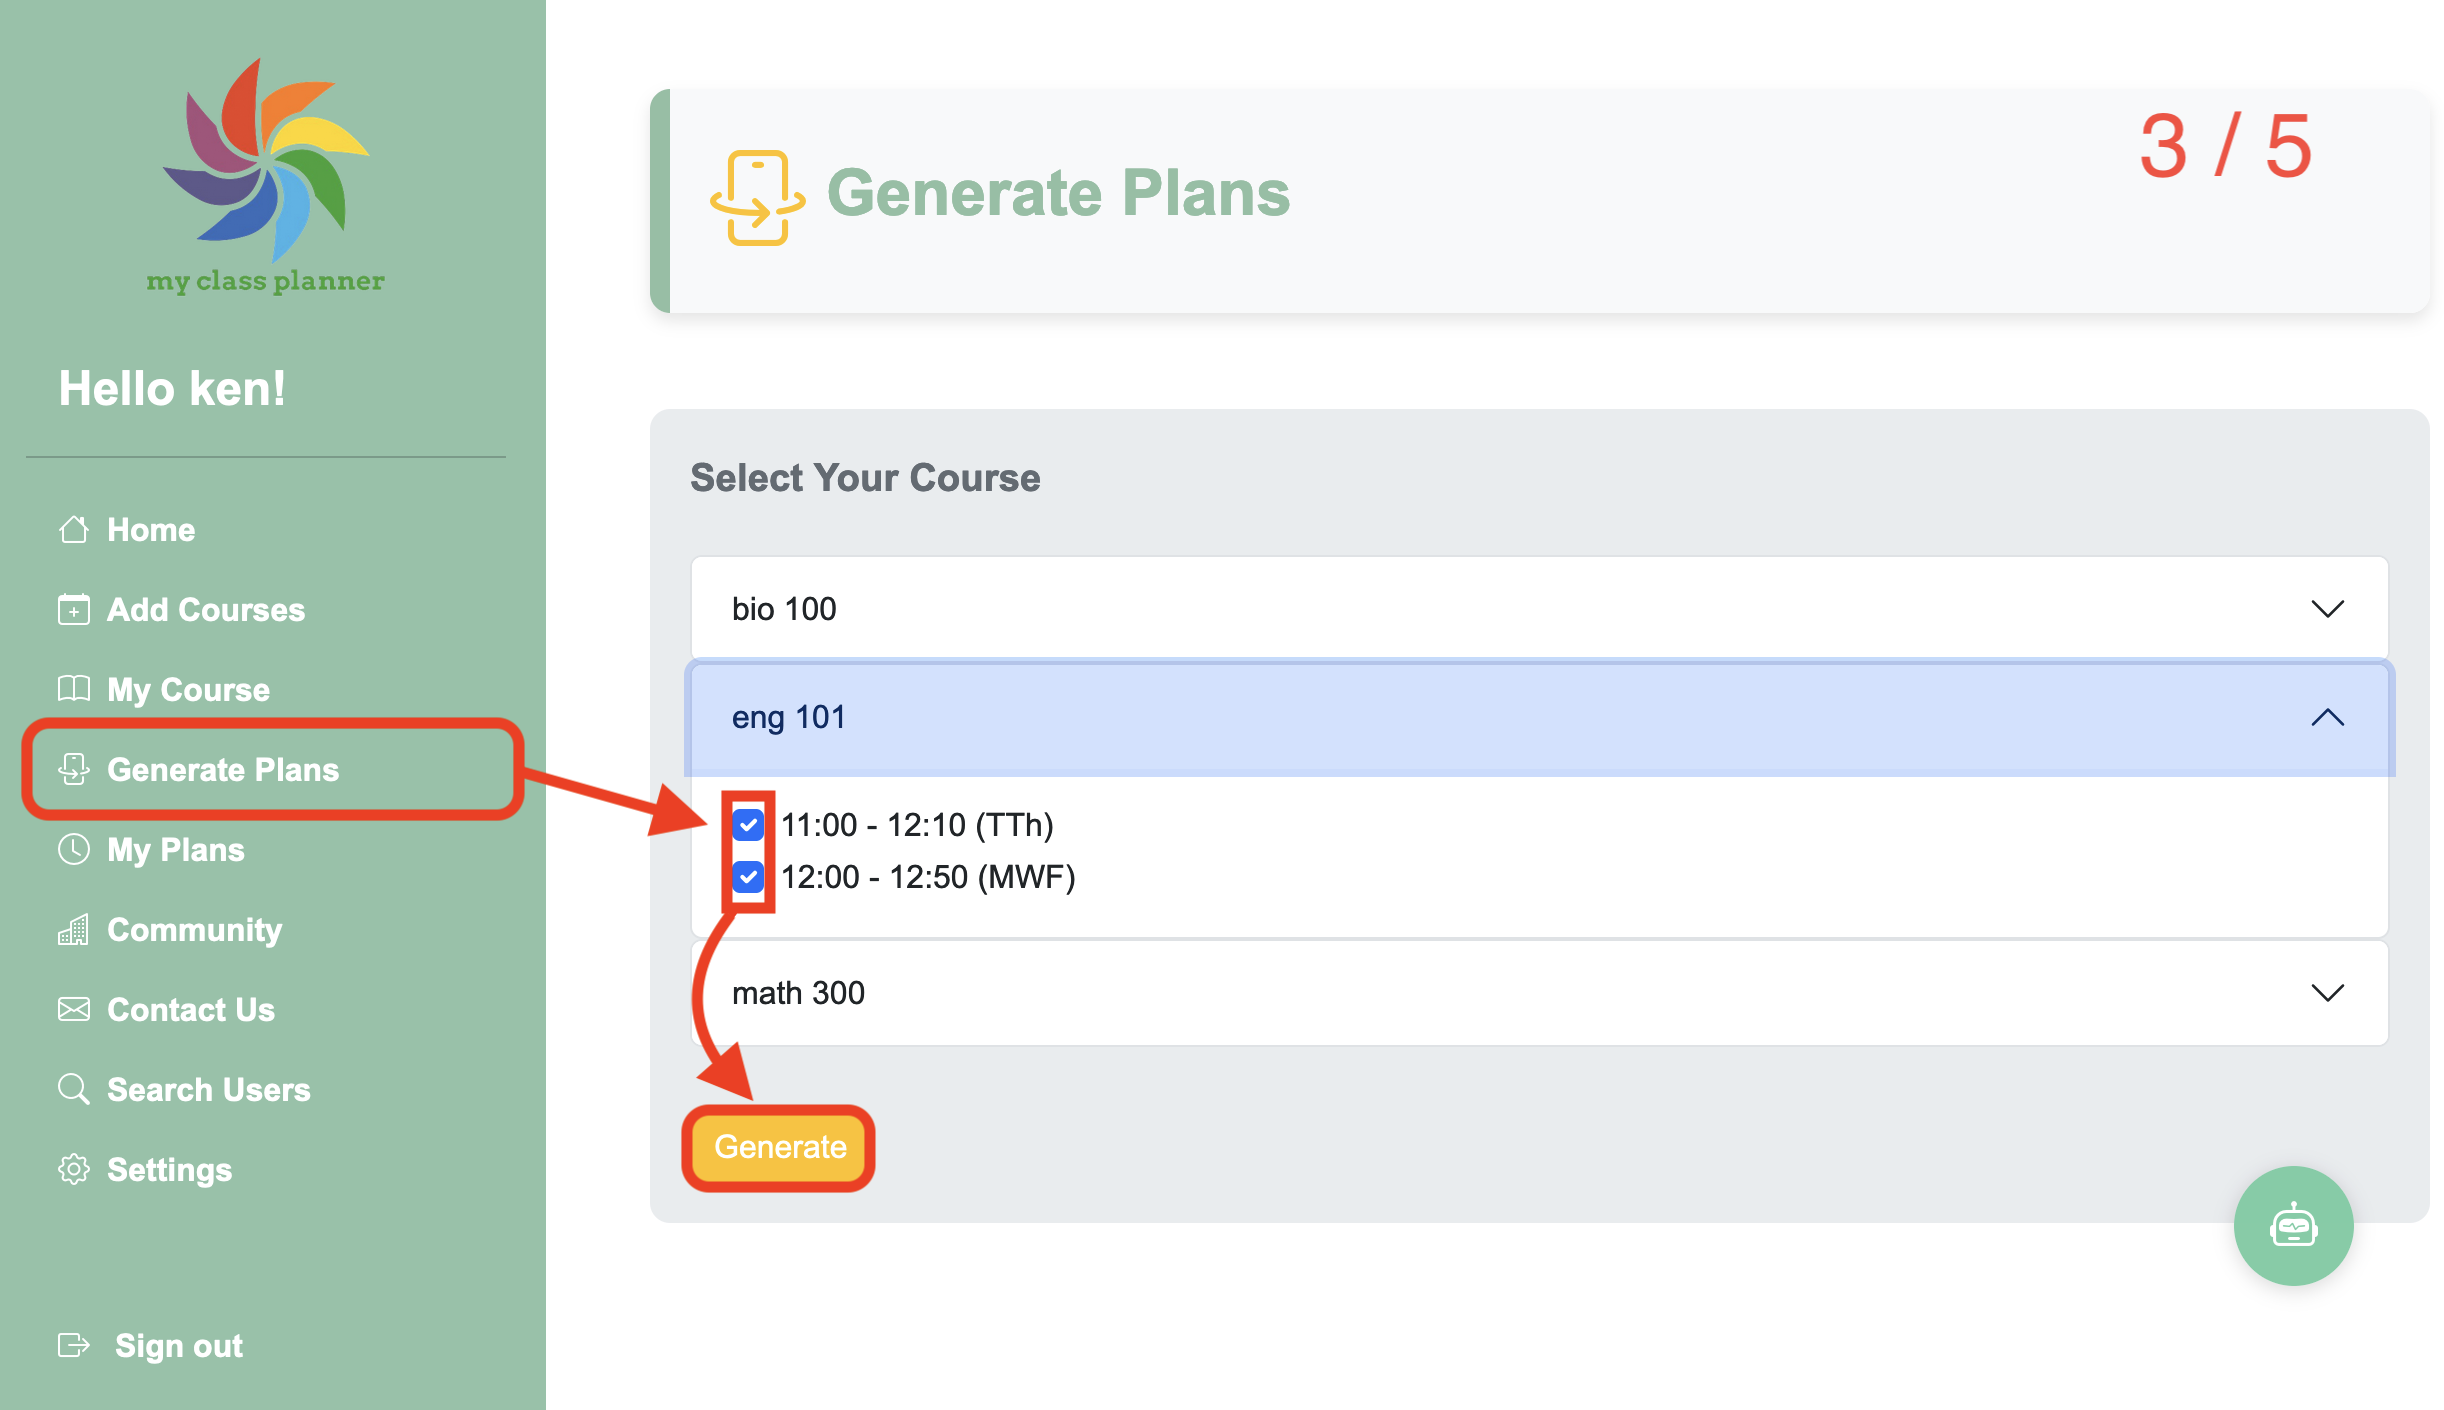 my class planner
Hello ken!
Home
Add Courses
My Course
Generate Plans
My Plans
Community
Contact Us
Search Users
Settings
Sign out
Generate Plans
3 / 5
Select Your Course
bio 100
eng 101
11:00 - 12:10 (TTh)
12:00 - 12:50 (MWF)
math 300
Generate